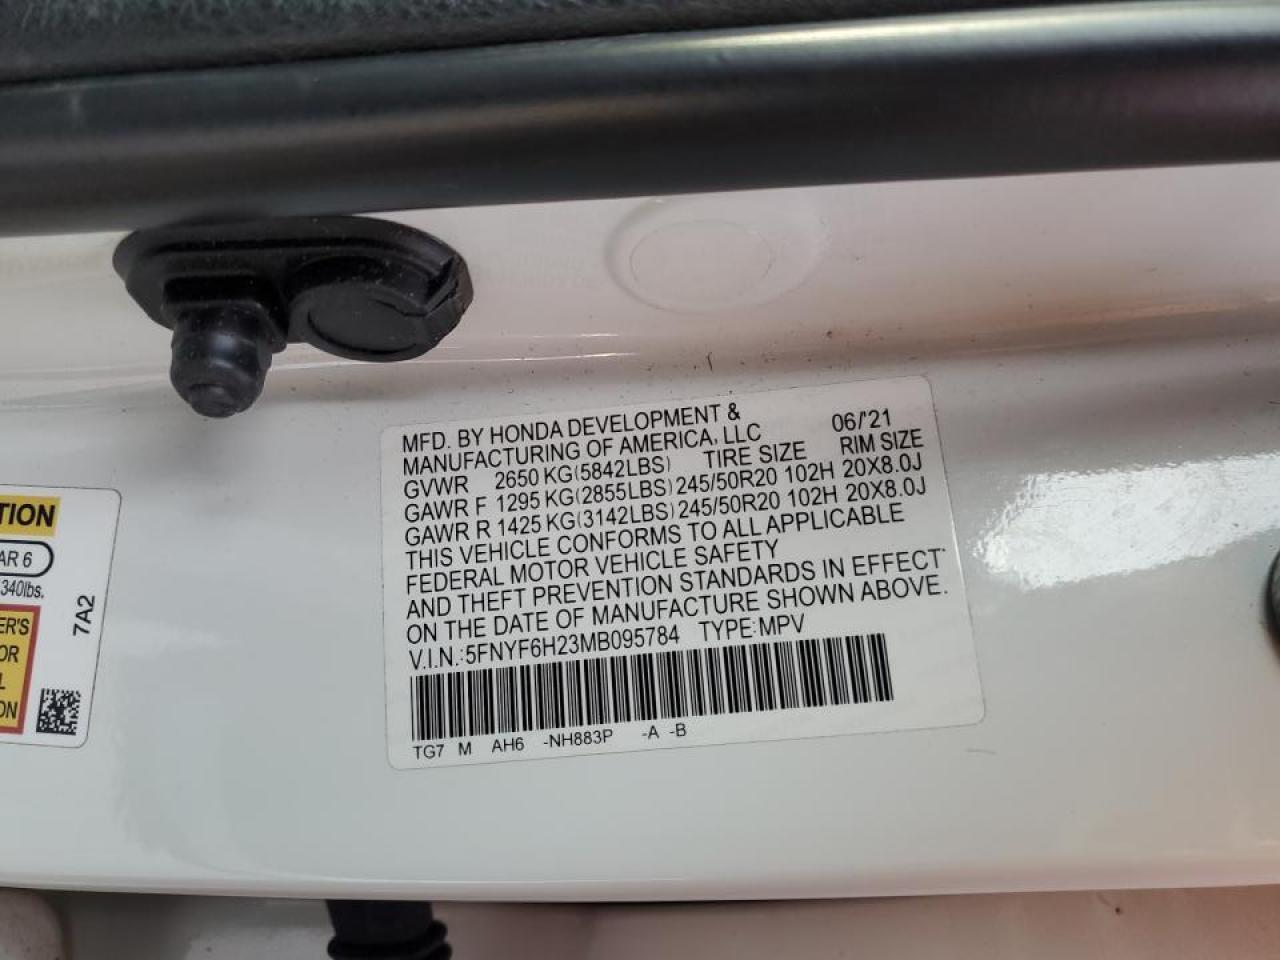 MFD. BY HONDA DEVELOPMENT & 06/'21
MANUFACTURING OF AMERICA, LLC RIM SIZE
GVWR 2650 KG(5842LBS) TIRE SIZE
GAWR F 1295 KG(2855LBS) 245/50R20 102H 20X8.0J
GAWR R 1425 KG(3142LBS) 245/50R20 102H 20X8.0J
THIS VEHICLE CONFORMS TO ALL APPLICABLE
FEDERAL MOTOR VEHICLE SAFETY
AND THEFT PREVENTION STANDARDS IN EFFECT
ON THE DATE OF MANUFACTURE SHOWN ABOVE.
V.I.N.:5FNYF6H23MB095784 TYPE:MPV
TG7 M AH6 -NH883P -A -B
TION
AR 6
340lbs.
ER'S
OR
L
ON
7A2